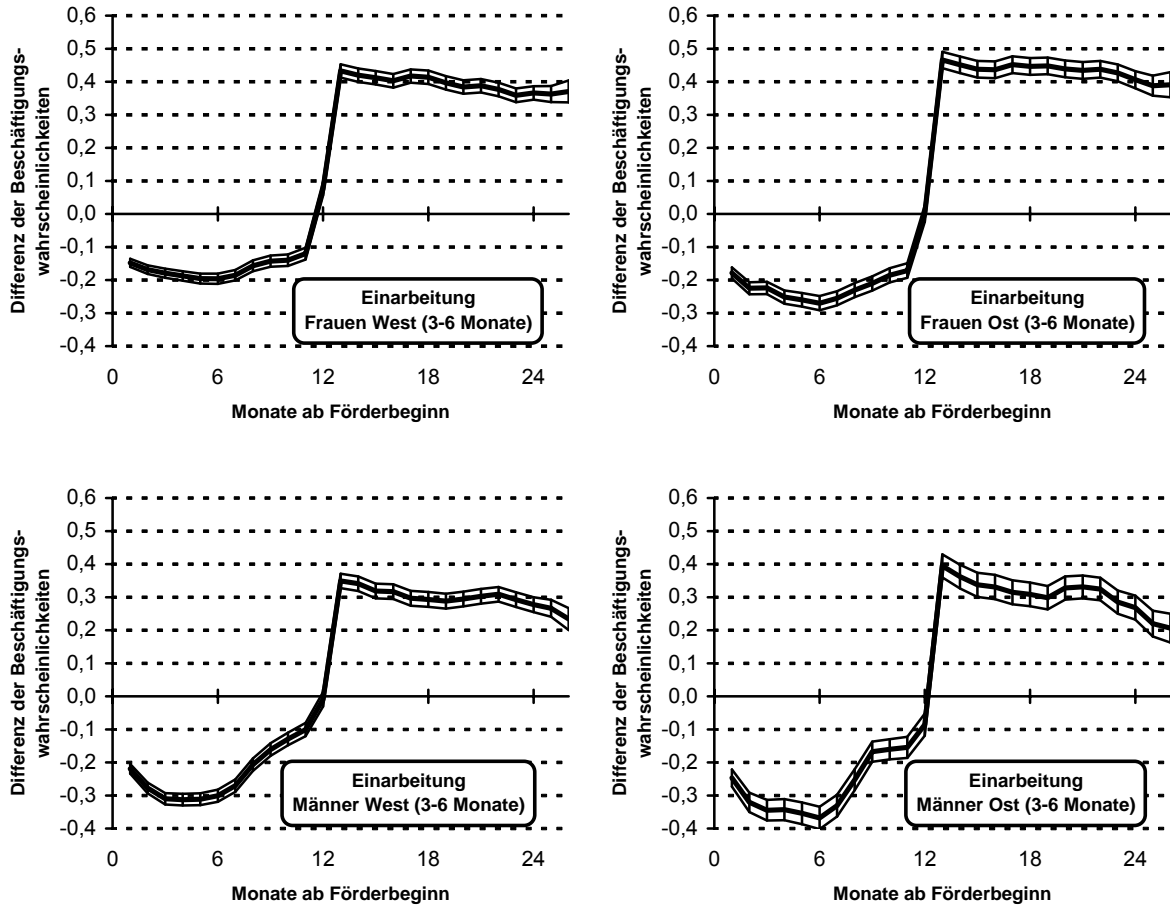 Differenz der Beschäftigungs-
wahrscheinlichkeiten
0,6
0,5
0,4
0,3
0,2
0,1
0,0
-0,1
-0,2
-0,3
-0,4
0 6 12 18 24
Monate ab Förderbeginn
Einarbeitung
Frauen West (3-6 Monate)
Differenz der Beschäftigungs-
wahrscheinlichkeiten
0,6
0,5
0,4
0,3
0,2
0,1
0,0
-0,1
-0,2
-0,3
-0,4
0 6 12 18 24
Monate ab Förderbeginn
Einarbeitung
Frauen Ost (3-6 Monate)
Differenz der Beschäftigungs-
wahrscheinlichkeiten
0,6
0,5
0,4
0,3
0,2
0,1
0,0
-0,1
-0,2
-0,3
-0,4
0 6 12 18 24
Monate ab Förderbeginn
Einarbeitung
Männer West (3-6 Monate)
Differenz der Beschäftigungs-
wahrscheinlichkeiten
0,6
0,5
0,4
0,3
0,2
0,1
0,0
-0,1
-0,2
-0,3
-0,4
0 6 12 18 24
Monate ab Förderbeginn
Einarbeitung
Männer Ost (3-6 Monate)